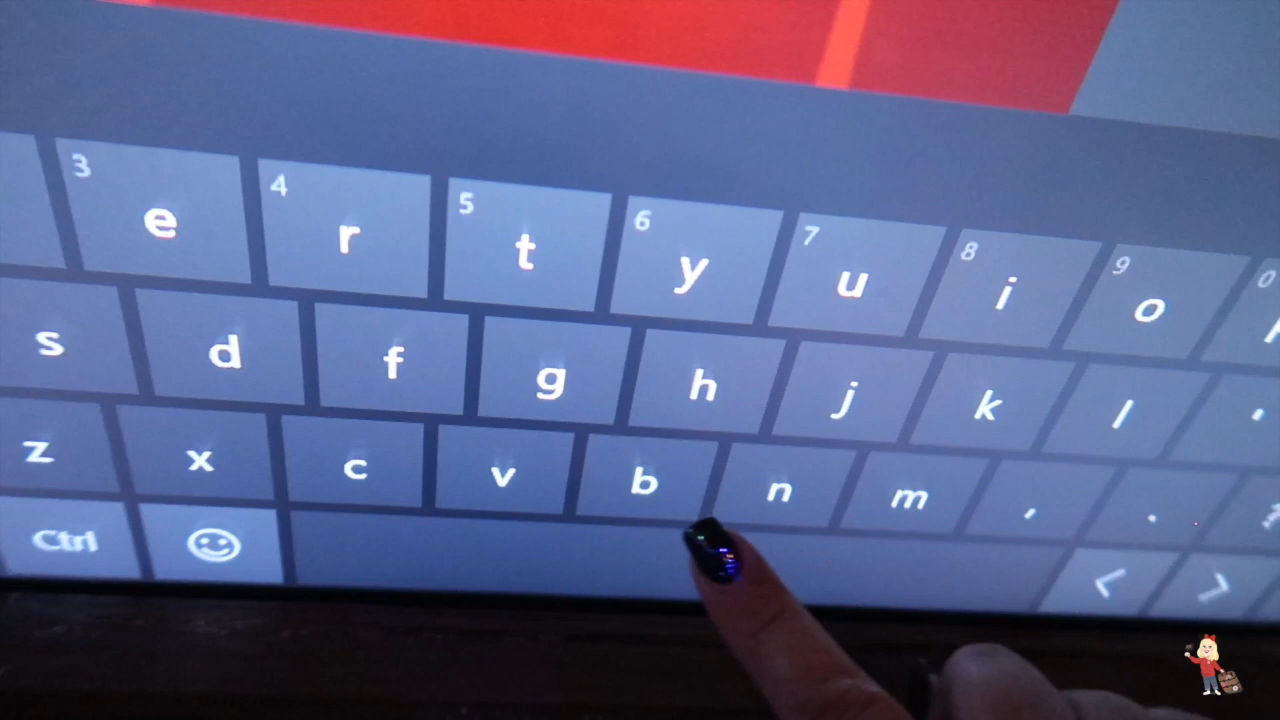 3 4 5 6 7 8 9 0
e r t y u i o
s d f g h j k l '
z x c v b n m , .
Ctrl < >